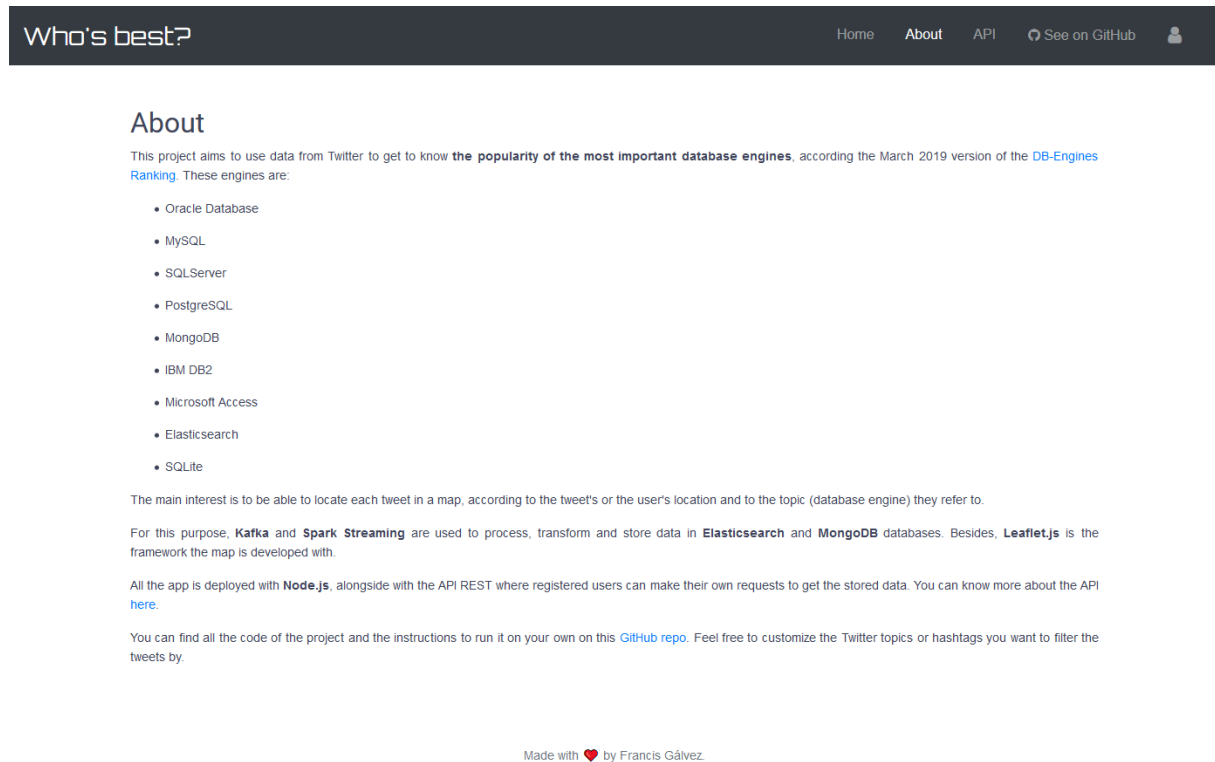 Who's best?
Home About API See on GitHub
About
This project aims to use data from Twitter to get to know the popularity of the most important database engines, according the March 2019 version of the DB-Engines
Ranking. These engines are:
• Oracle Database
• MySQL
• SQLServer
• PostgreSQL
• MongoDB
• IBM DB2
• Microsoft Access
• Elasticsearch
• SQLite
The main interest is to be able to locate each tweet in a map, according to the tweet's or the user's location and to the topic (database engine) they refer to.
For this purpose, Kafka and Spark Streaming are used to process, transform and store data in Elasticsearch and MongoDB databases. Besides, Leaflet.js is the
framework the map is developed with.
All the app is deployed with Node.js, alongside with the API REST where registered users can make their own requests to get the stored data. You can know more about the API
here.
You can find all the code of the project and the instructions to run it on your own on this GitHub repo. Feel free to customize the Twitter topics or hashtags you want to filter the
tweets by.
Made with ❤ by Francis Gálvez.